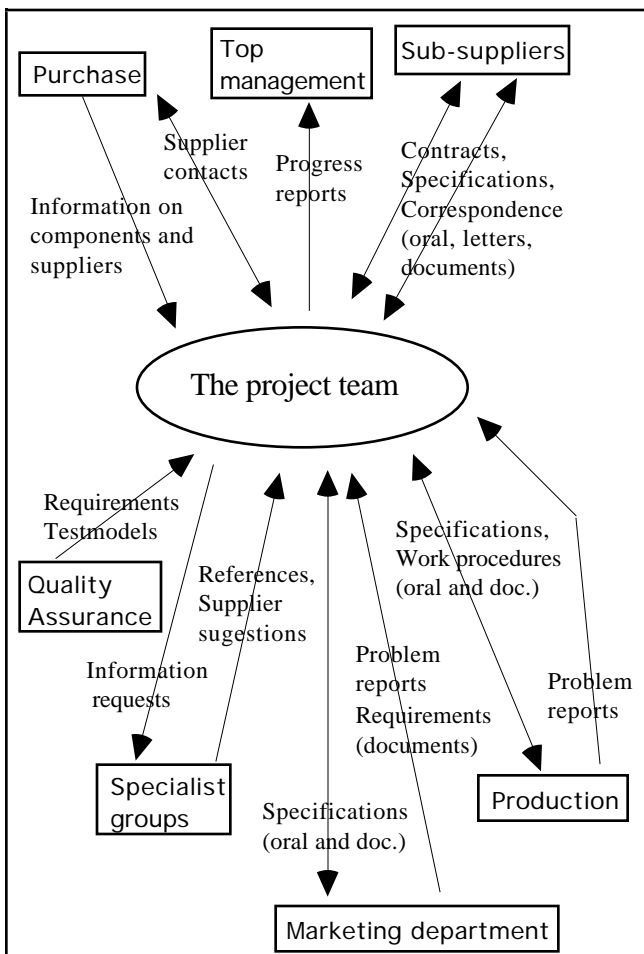 Purchase
Top
management
Sub-suppliers
Supplier
contacts
Progress
reports
Contracts,
Specifications,
Correspondence
(oral, letters,
documents)
Information on
components and
suppliers
The project team
Requirements
Testmodels
Quality
Assurance
References,
Supplier
sugestions
Specifications,
Work procedures
(oral and doc.)
Information
requests
Problem
reports
Requirements
(documents)
Problem
reports
Specialist
groups
Specifications
(oral and doc.)
Production
Marketing department